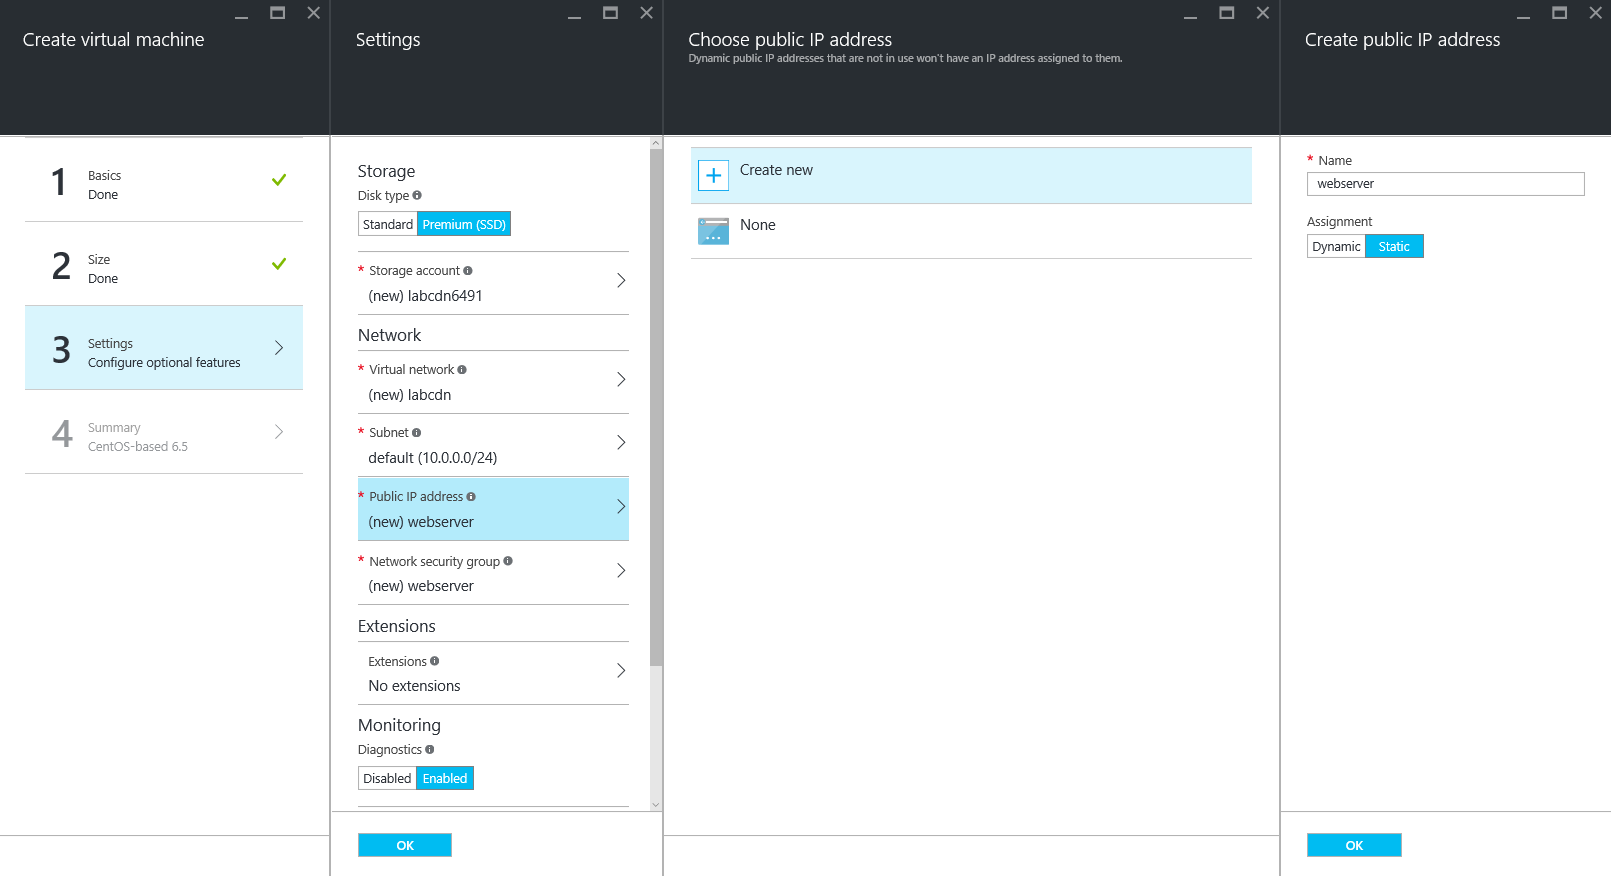 Create virtual machine
1
Basics
Done
2
Size
Done
3
Settings
Configure optional features
4
Summary
CentOS-based 6.5
Settings
Storage
Disk type
Standard Premium (SSD)
* Storage account
(new) labcdn6491
Network
* Virtual network
(new) labcdn
* Subnet
default (10.0.0.0/24)
* Public IP address
(new) webserver
* Network security group
(new) webserver
Extensions
Extensions
No extensions
Monitoring
Diagnostics
Disabled Enabled
OK
Choose public IP address
Dynamic public IP addresses that are not in use won't have an IP address assigned to them.
Create new
None
Create public IP address
* Name
webserver
Assignment
Dynamic Static
OK